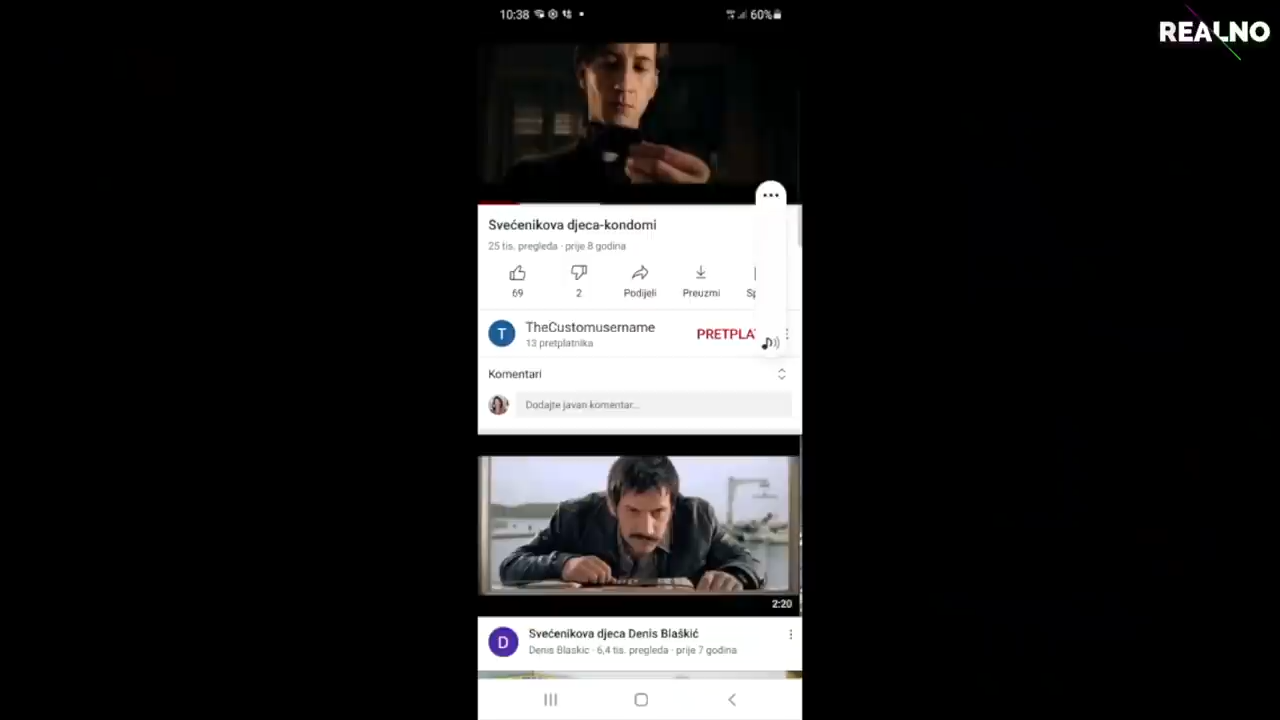 10:38
60%
REALNO
Svećenikova djeca-kondomi
25 tis. pregleda · prije 8 godina
69
2
Podijeli
Preuzmi
Sp
TheCustomusername
PRETPLA
13 pretplatnika
Komentari
Dodajte javan komentar...
2:20
Svećenikova djeca Denis Blaškić
Denis Blaskic · 6,4 tis. pregleda · prije 7 godina
T
D